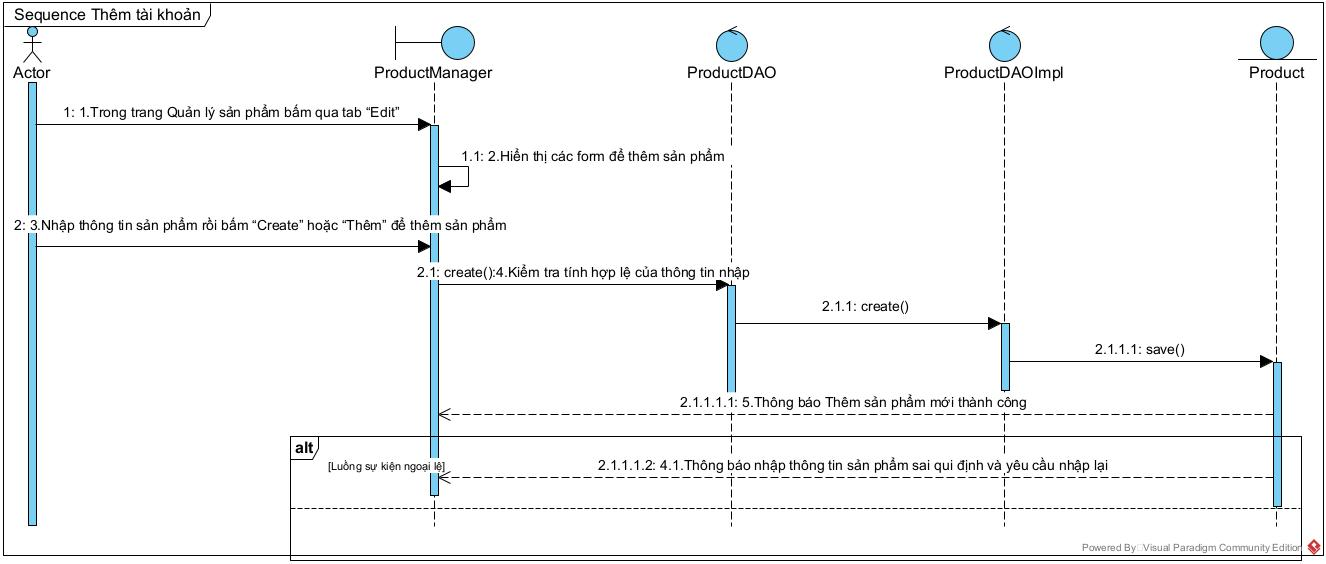 Sequence Thêm tài khoản
Actor
ProductManager
ProductDAO
ProductDAOImpl
Product
1: 1.Trong trang Quản lý sản phẩm bấm qua tab “Edit”
1.1: 2.Hiển thị các form để thêm sản phẩm
2: 3.Nhập thông tin sản phẩm rồi bấm “Create” hoặc “Thêm” để thêm sản phẩm
2.1: create():4.Kiểm tra tính hợp lệ của thông tin nhập
2.1.1: create()
2.1.1.1: save()
2.1.1.1.1: 5.Thông báo Thêm sản phẩm mới thành công
alt
[Luồng sự kiện ngoại lệ]
2.1.1.1.2: 4.1.Thông báo nhập thông tin sản phẩm sai qui định và yêu cầu nhập lại
Powered By Visual Paradigm Community Edition